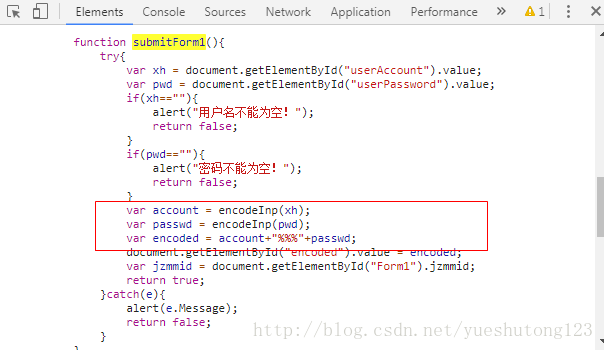 Elements Console Sources Network Timeline Application Performance » 1
function submitForm1(){
try{
var xh = document.getElementById("userAccount").value;
var pwd = document.getElementById("userPassword").value;
if(xh==""){
alert("用户名不能为空！");
return false;
}
if(pwd==""){
alert("密码不能为空！");
return false;
}
var account = encodeInp(xh);
var passwd = encodeInp(pwd);
var encoded = account+"%%%"+passwd;
document.getElementById("encoded").value = encoded;
var jzmmid = document.getElementById("Form1").jzmmid;
return true;
}catch(e){
alert(e.Message);
return false;
}
http://blog.csdn.net/yueshutong123
}